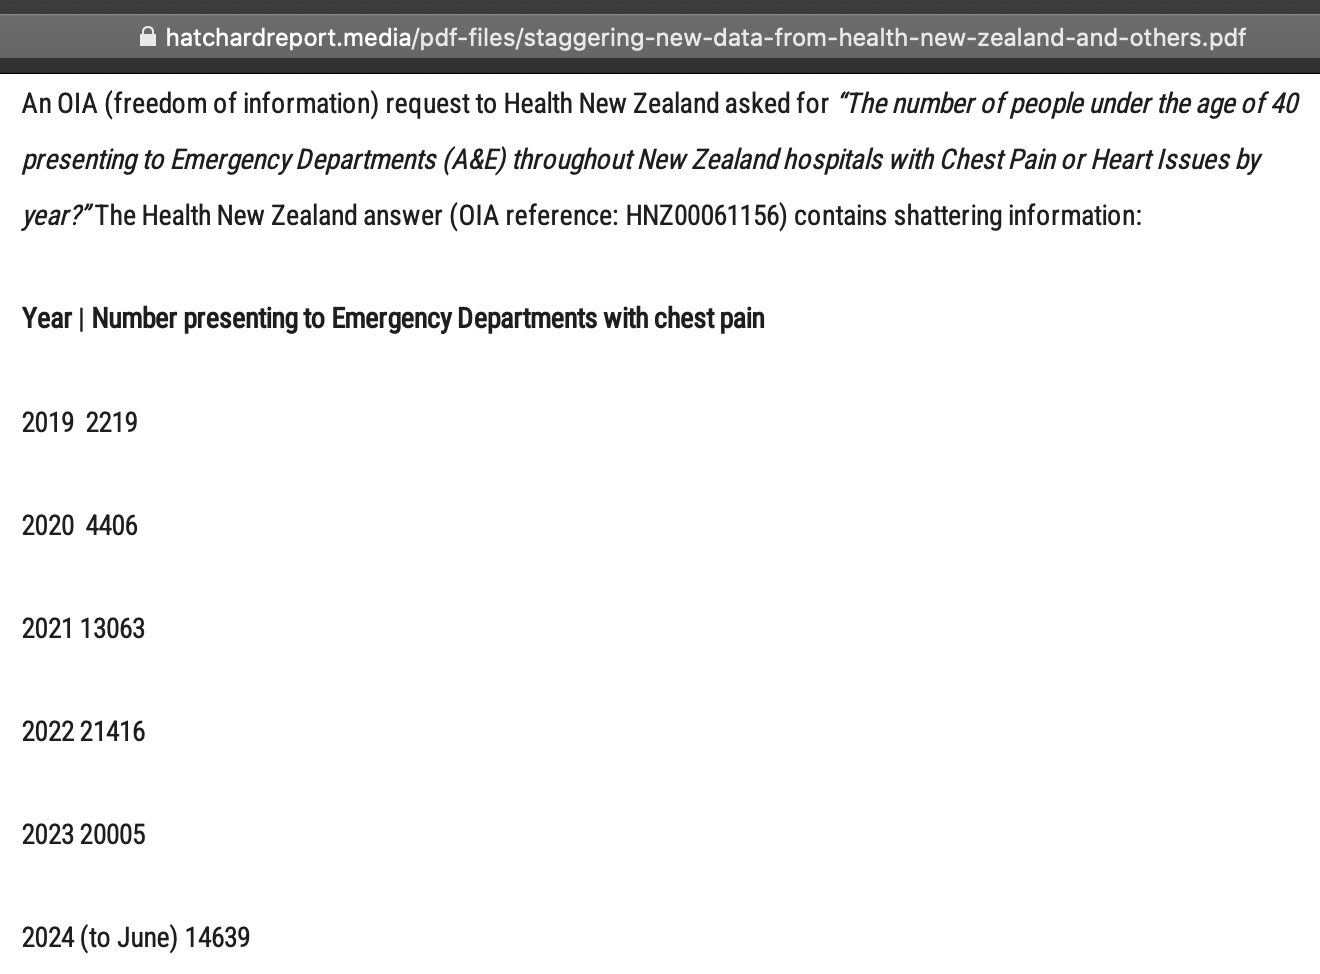 hatchardreport.media/pdf-files/staggering-new-data-from-health-new-zealand-and-others.pdf
An OIA (freedom of information) request to Health New Zealand asked for “The number of people under the age of 40
presenting to Emergency Departments (A&E) throughout New Zealand hospitals with Chest Pain or Heart Issues by
year?” The Health New Zealand answer (OIA reference: HNZ00061156) contains shattering information:
Year | Number presenting to Emergency Departments with chest pain
2019 2219
2020 4406
2021 13063
2022 21416
2023 20005
2024 (to June) 14639